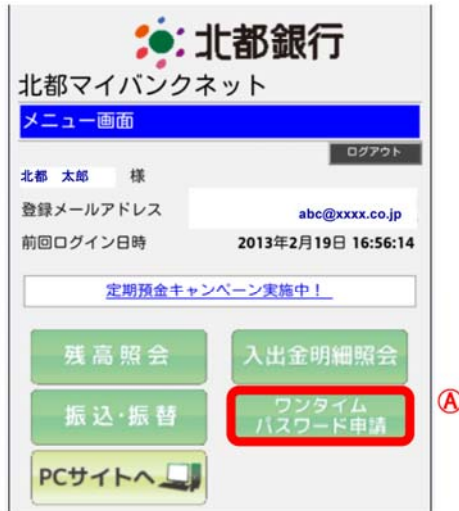 北都銀行
北都マイバンクネット
メニュー画面
ログアウト
北都 太郎 様
登録メールアドレス abc@xxxx.co.jp
前回ログイン日時 2013年2月19日 16:56:14
定期預金キャンペーン実施中!
残高照会 入出金明細照会
振込・振替 ワンタイム
パスワード申請 Ⓐ
PCサイトへ